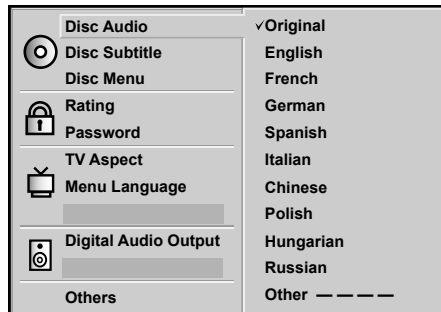 Disc Audio
Disc Subtitle
Disc Menu
Rating
Password
TV Aspect
Menu Language
Digital Audio Output
Others
✓Original
English
French
German
Spanish
Italian
Chinese
Polish
Hungarian
Russian
Other — — — —